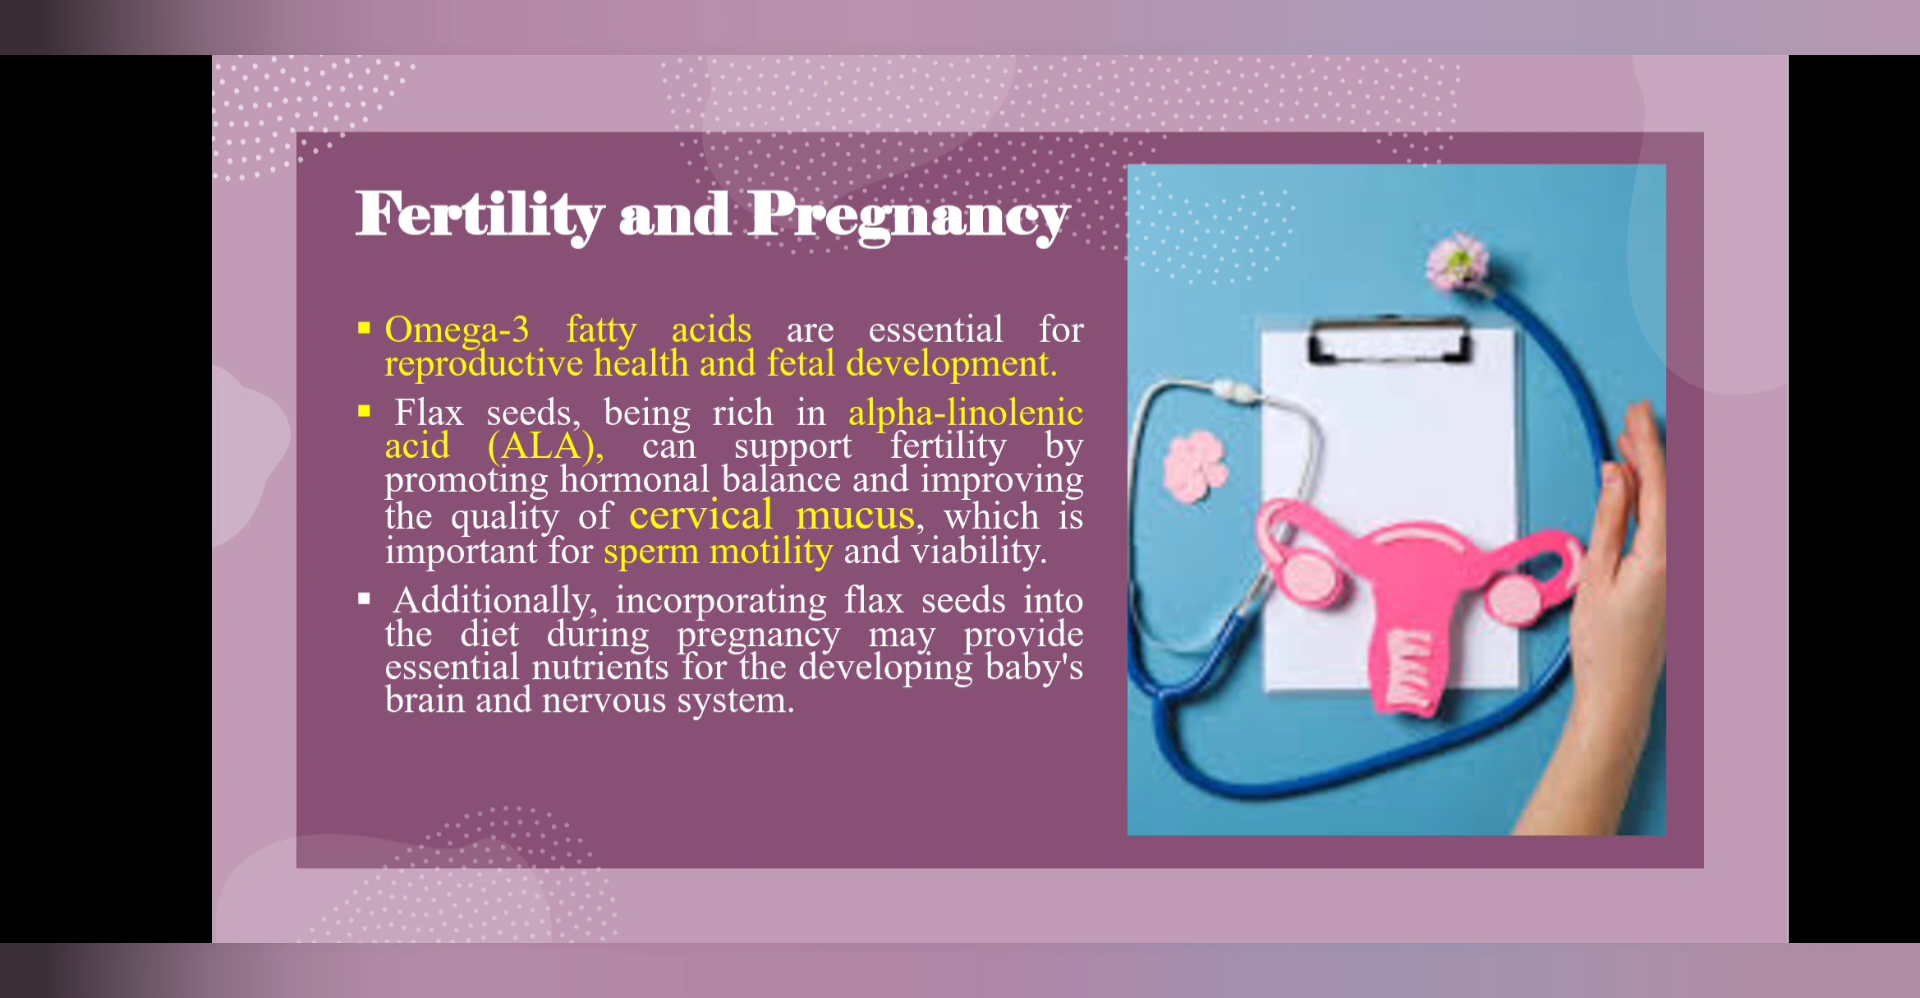 Fertility and Pregnancy
▪ Omega-3 fatty acids are essential for
reproductive health and fetal development.
▪ Flax seeds, being rich in alpha-linolenic
acid (ALA), can support fertility by
promoting hormonal balance and improving
the quality of cervical mucus, which is
important for sperm motility and viability.
▪ Additionally, incorporating flax seeds into
the diet during pregnancy may provide
essential nutrients for the developing baby's
brain and nervous system.